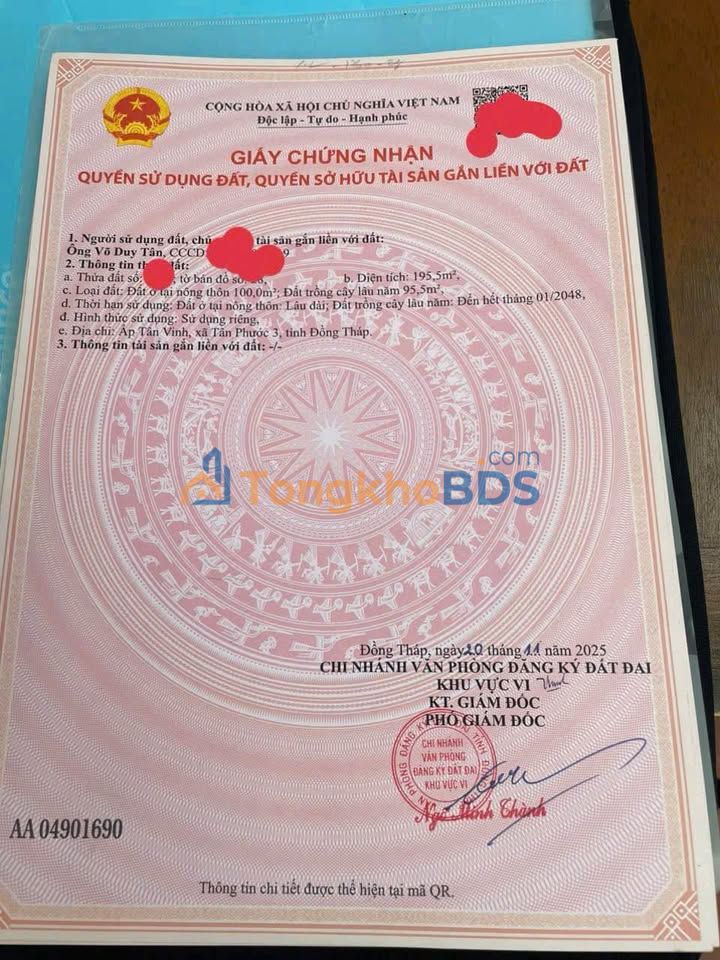 CỘNG HÒA XÃ HỘI CHỦ NGHĨA VIỆT NAM
Độc lập - Tự do - Hạnh phúc
GIẤY CHỨNG NHẬN
QUYỀN SỬ DỤNG ĐẤT, QUYỀN SỞ HỮU TÀI SẢN GẮN LIỀN VỚI ĐẤT
1. Người sử dụng đất, chủ tài sản gắn liền với đất:
Ông Võ Duy Tân, CCCD: 9
2. Thông tin thửa đất:
a. Thửa đất số: ; tờ bản đồ số: b. Diện tích: 195,5m²,
c. Loại đất: Đất ở tại nông thôn 100,0m²; Đất trồng cây lâu năm 95,5m²,
d. Thời hạn sử dụng: Đất ở tại nông thôn: Lâu dài; Đất trồng cây lâu năm: Đến hết tháng 01/2048,
đ. Hình thức sử dụng: Sử dụng riêng,
e. Địa chỉ: Ấp Tân Vinh, xã Tân Phước 3, tỉnh Đồng Tháp.
3. Thông tin tài sản gắn liền với đất: -/-
TongkhoBDS.com
Đồng Tháp, ngày 20 tháng 11 năm 2025
CHI NHÁNH VĂN PHÒNG ĐĂNG KÝ ĐẤT ĐAI
KHU VỰC VI
KT. GIÁM ĐỐC
PHÓ GIÁM ĐỐC
CHI NHÁNH
VĂN PHÒNG
ĐĂNG KÝ ĐẤT ĐAI
KHU VỰC VI
Ngô Minh Thành
AA 04901690
Thông tin chi tiết được thể hiện tại mã QR.